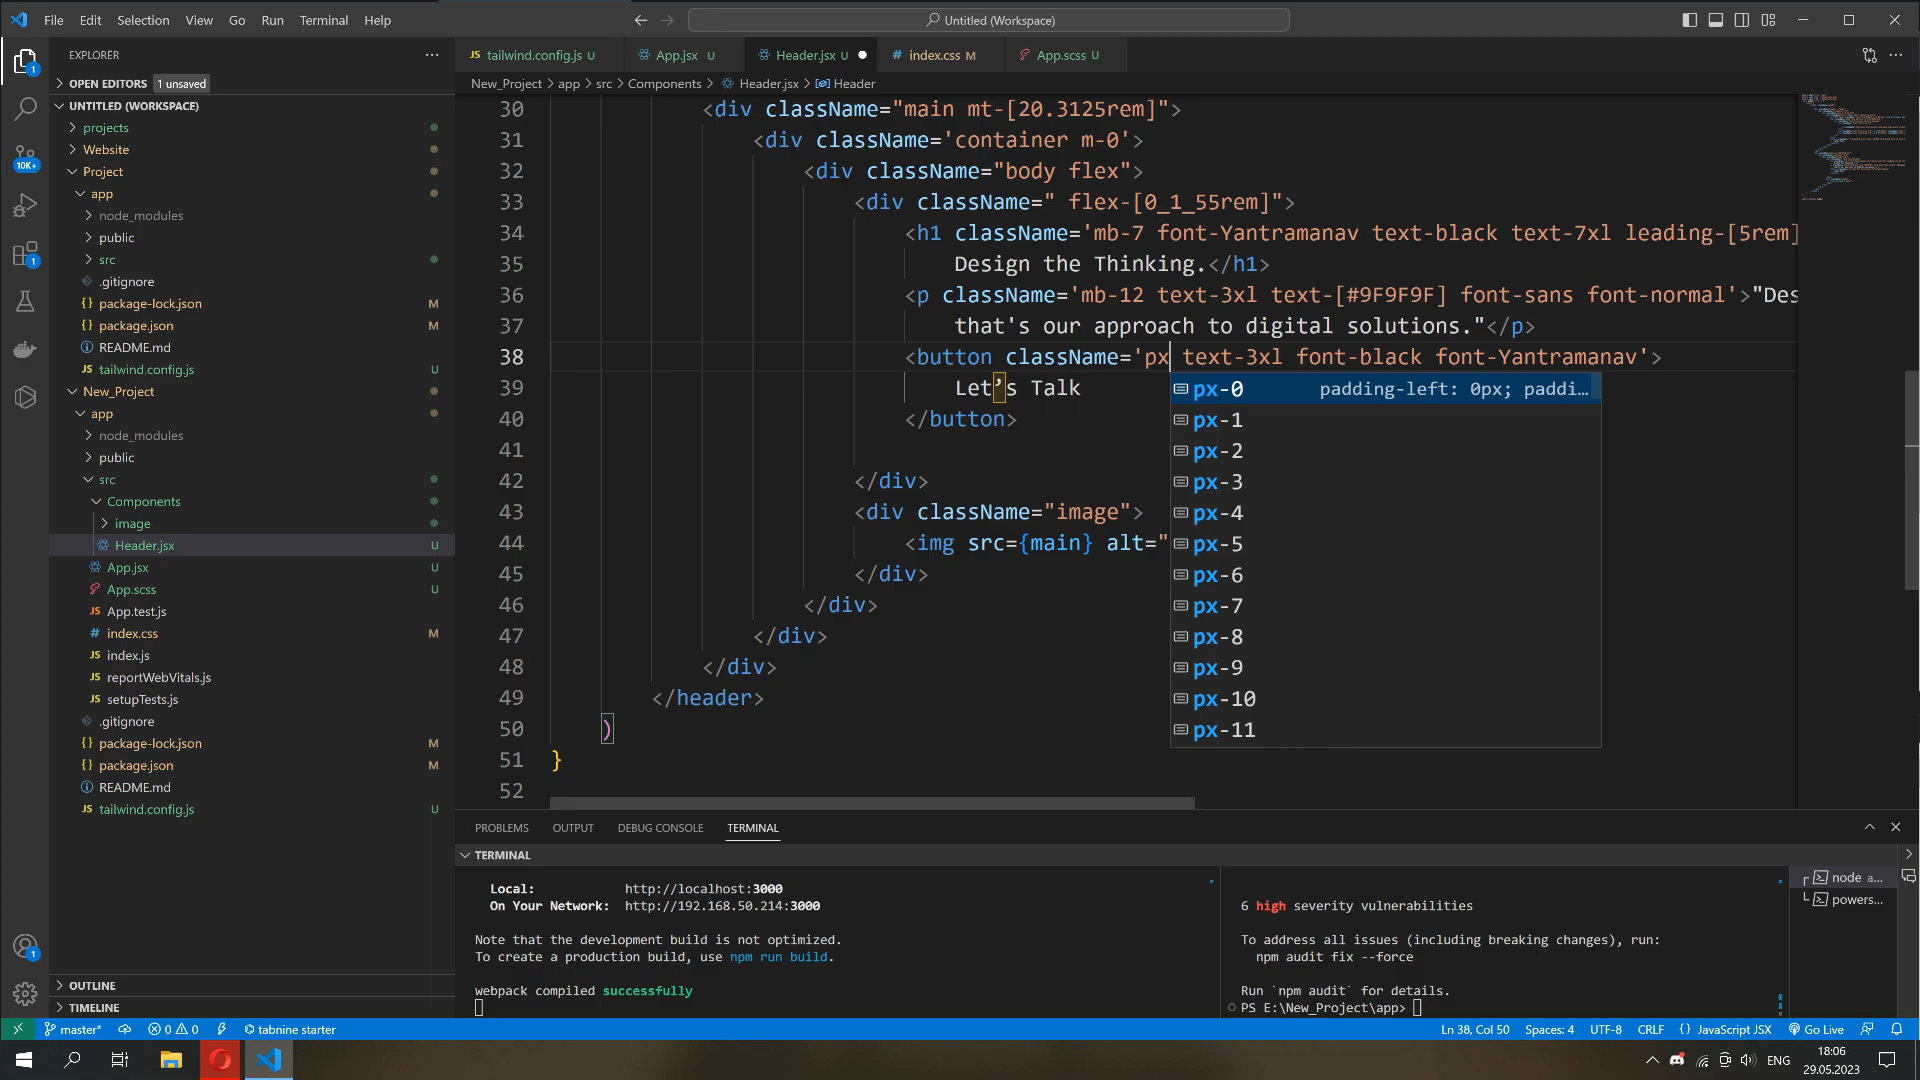 File Edit Selection View Go Run Terminal Help
Untitled (Workspace)
EXPLORER
OPEN EDITORS 1 unsaved
UNTITLED (WORKSPACE)
projects
Website
Project
app
node_modules
public
src
.gitignore
{} package-lock.json M
{} package.json M
README.md
JS tailwind.config.js U
New_Project
app
node_modules
public
src
Components
image
Header.jsx U
App.jsx U
App.scss U
JS App.test.js
# index.css M
JS index.js
JS reportWebVitals.js
JS setupTests.js
.gitignore
{} package-lock.json M
{} package.json M
README.md
JS tailwind.config.js U
OUTLINE
TIMELINE
1
10K+
1
1
JS tailwind.config.js U App.jsx U Header.jsx U # index.css M App.scss U
New_Project > app > src > Components > Header.jsx > Header
30 <div className="main mt-[20.3125rem]">
31 <div className='container m-0'>
32 <div className="body flex">
33 <div className=" flex-[0_1_55rem]">
34 <h1 className='mb-7 font-Yantramanav text-black text-7xl leading-[5rem]
35 Design the Thinking.</h1>
36 <p className='mb-12 text-3xl text-[#9F9F9F] font-sans font-normal'>"Des
37 that's our approach to digital solutions."</p>
38 <button className='px text-3xl font-black font-Yantramanav'>
39 Let’s Talk
40 </button>
41
42 </div>
43 <div className="image">
44 <img src={main} alt="
45 </div>
46 </div>
47 </div>
48 </div>
49 </header>
50 )
51 }
52
px-0 padding-left: 0px; paddi...
px-1
px-2
px-3
px-4
px-5
px-6
px-7
px-8
px-9
px-10
px-11
PROBLEMS OUTPUT DEBUG CONSOLE TERMINAL
TERMINAL
Local: http://localhost:3000
On Your Network: http://192.168.50.214:3000
Note that the development build is not optimized.
To create a production build, use npm run build.
webpack compiled successfully
6 high severity vulnerabilities
To address all issues (including breaking changes), run:
npm audit fix --force
Run `npm audit` for details.
PS E:\New_Project\app>
node a...
powers...
master* 0 0 tabnine starter
Ln 38, Col 50 Spaces: 4 UTF-8 CRLF {} JavaScript JSX Go Live
ENG
18:06
29.05.2023